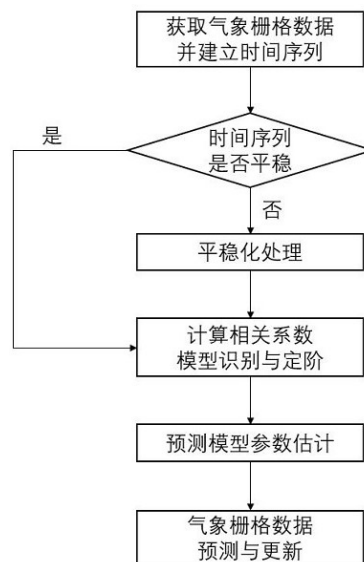 获取气象栅格数据
并建立时间序列
是
时间序列
是否平稳
否
平稳化处理
计算相关系数
模型识别与定阶
预测模型参数估计
气象栅格数据
预测与更新